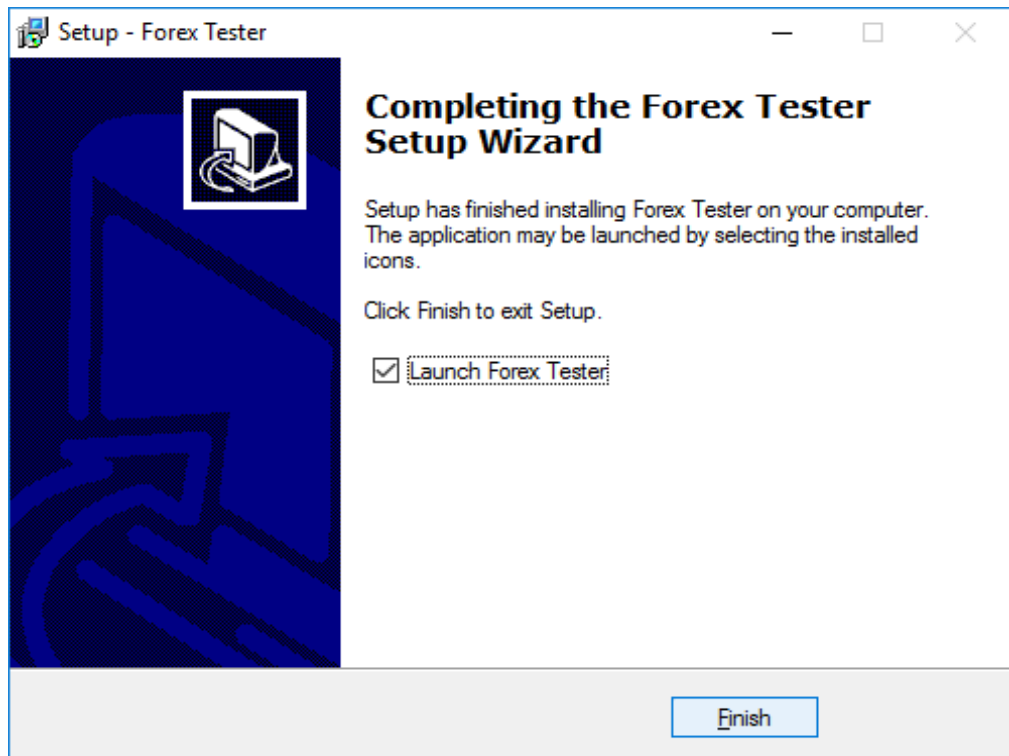 Setup - Forex Tester
Completing the Forex Tester
Setup Wizard
Setup has finished installing Forex Tester on your computer.
The application may be launched by selecting the installed
icons.
Click Finish to exit Setup.
Launch Forex Tester
Finish